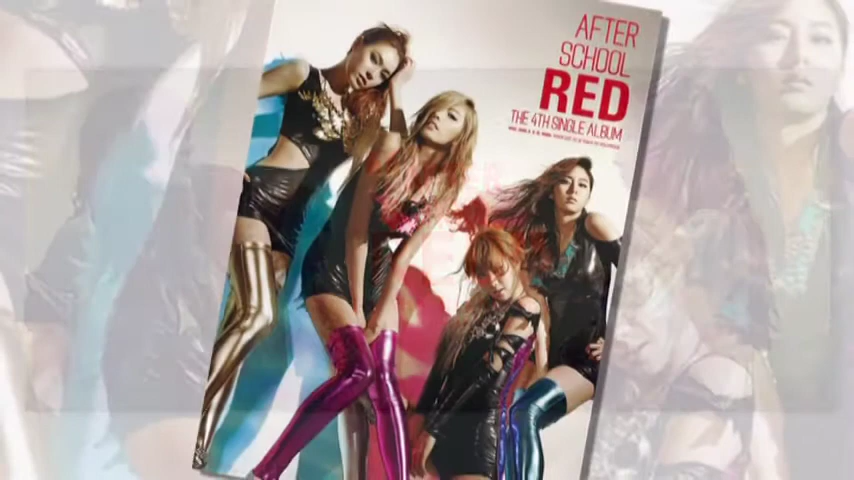 AFTER
SCHOOL
RED
THE 4TH SINGLE ALBUM